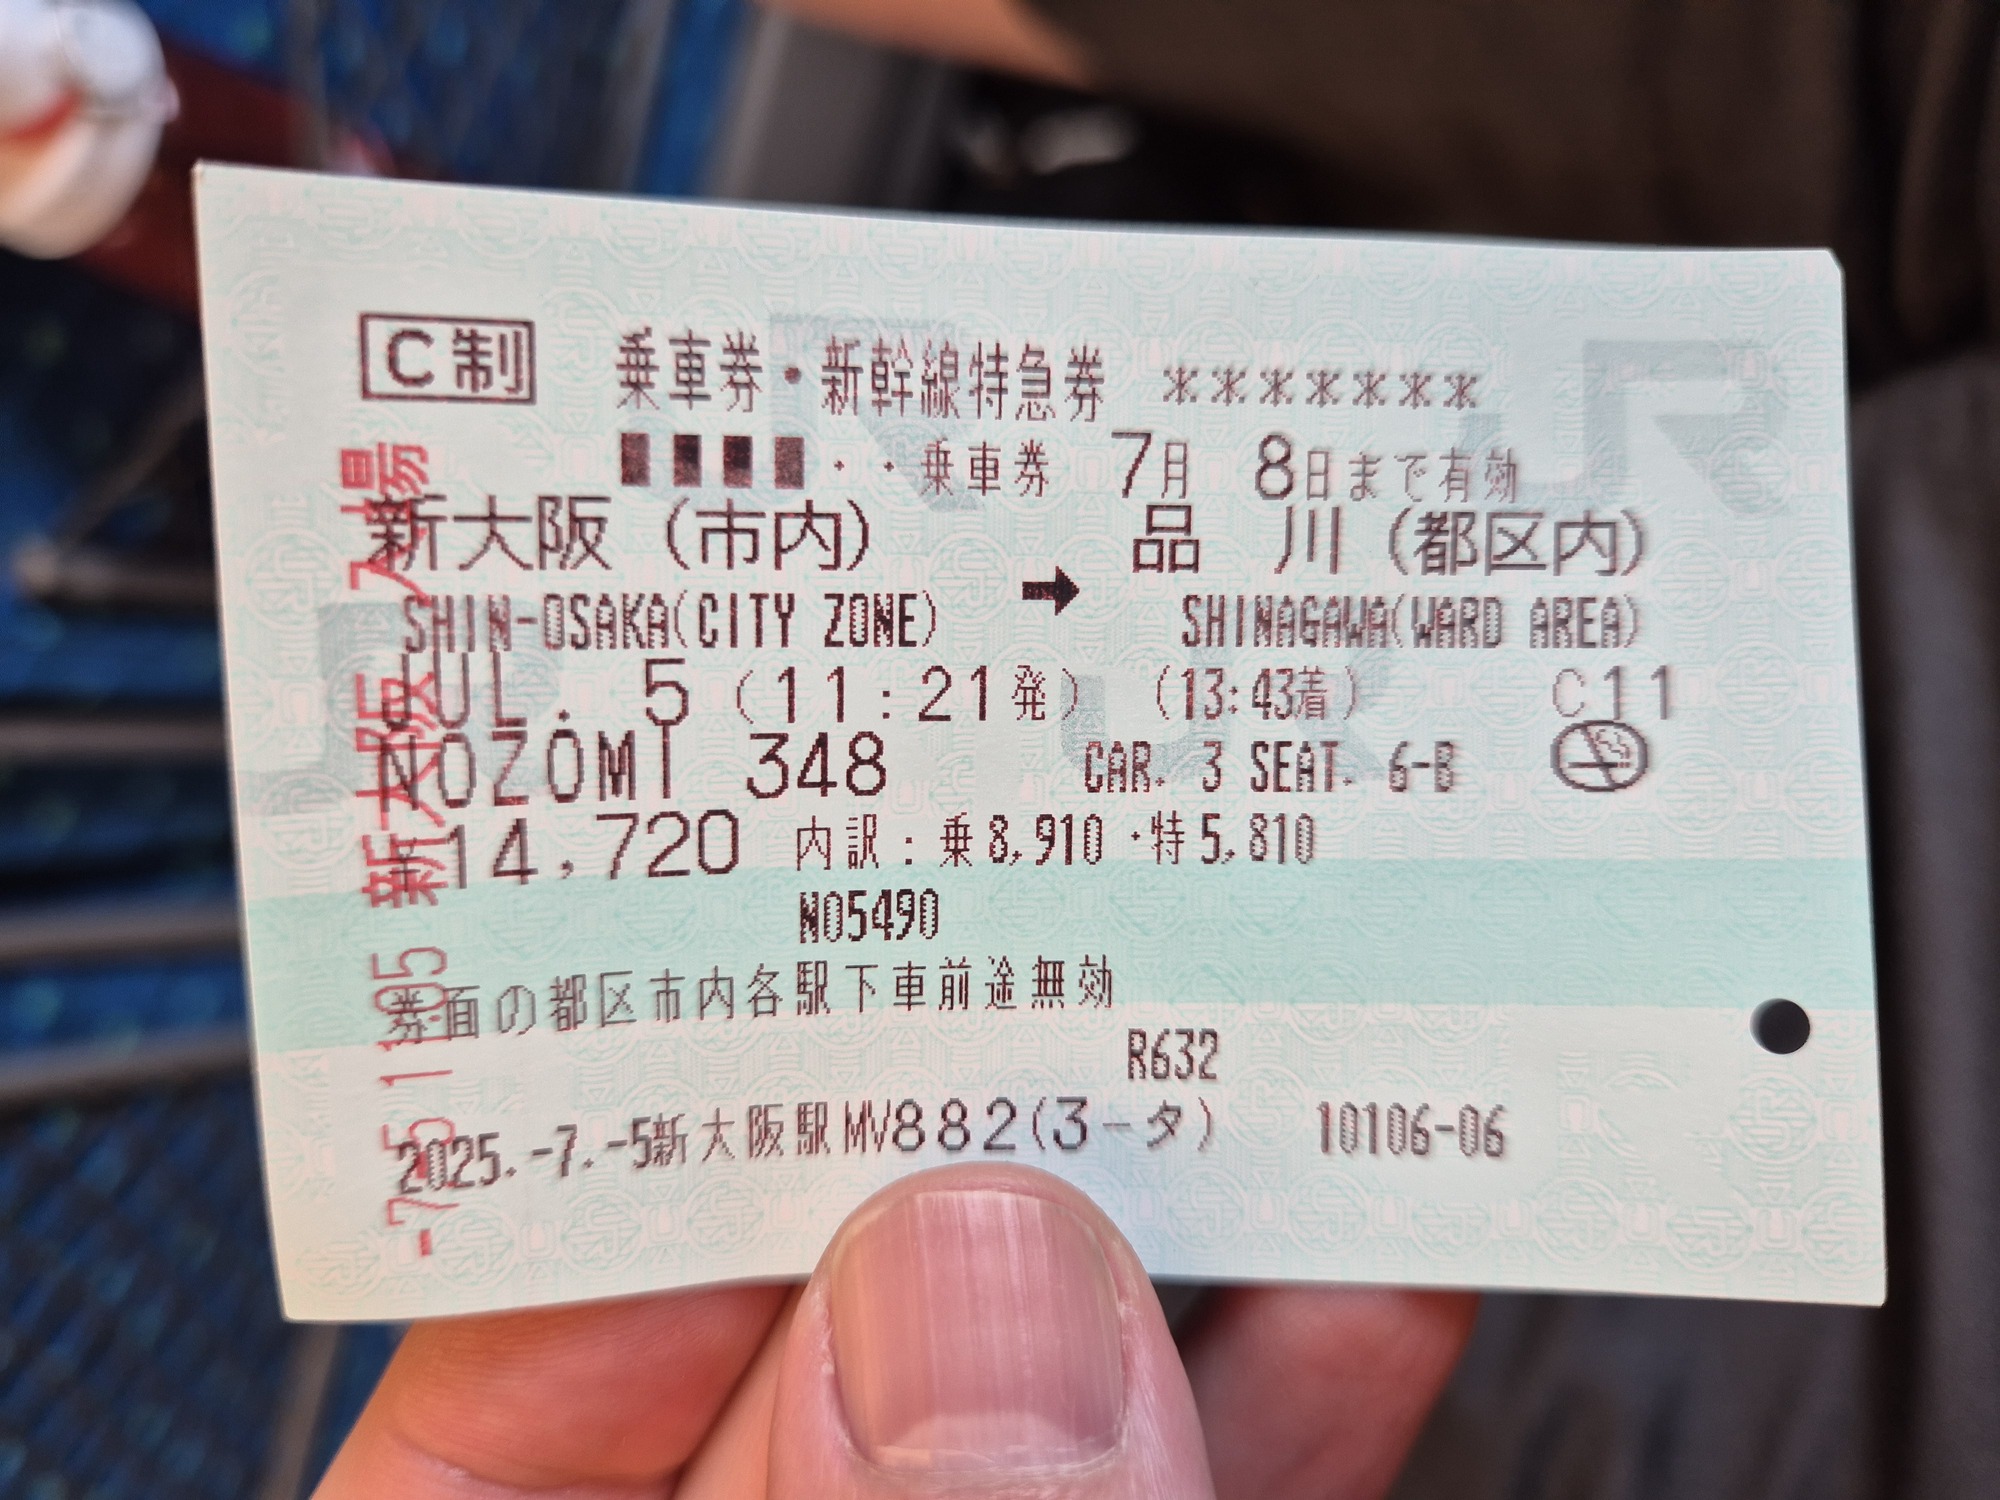 C制 乗車券・新幹線特急券 *******
■■■■・・乗車券 7月 8日まで有効
新大阪(市内) ➡ 品 川(都区内)
SHIN-OSAKA(CITY ZONE) SHINAGAWA(WARD AREA)
JUL. 5 (11:21発) (13:43着) C11
NOZOMI 348 CAR. 3 SEAT. 6-B
14,720 内訳:乗8,910・特5,810
N05490
券面の都区市内各駅下車前途無効
R632
2025.-7.-5新大阪駅MV882(3-タ) 10106-06
新大阪 入場